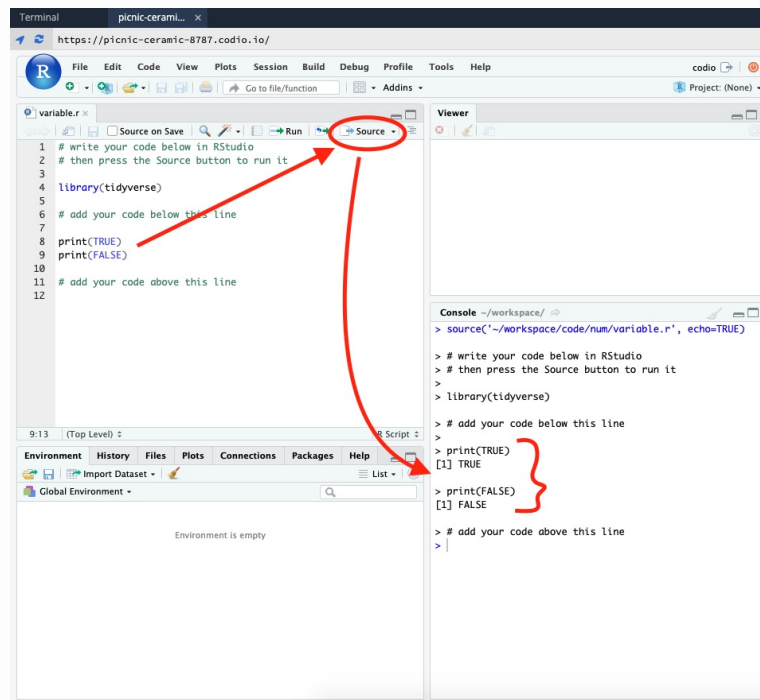 Terminal picnic-cerami... ×
https://picnic-ceramic-8787.codio.io/
R File Edit Code View Plots Session Build Debug Profile Tools Help codio
Go to file/function Addins Project: (None)
variable.r ×
Source on Save Run Source
1 # write your code below in RStudio
2 # then press the Source button to run it
3
4 library(tidyverse)
5
6 # add your code below this line
7
8 print(TRUE)
9 print(FALSE)
10
11 # add your code above this line
12
9:13 (Top Level) R Script
Environment History Files Plots Connections Packages Help
Import Dataset List
Global Environment
Environment is empty
Viewer
Console ~/workspace/
> source('~/workspace/code/num/variable.r', echo=TRUE)
> # write your code below in RStudio
> # then press the Source button to run it
>
> library(tidyverse)
> # add your code below this line
>
> print(TRUE)
[1] TRUE
> print(FALSE)
[1] FALSE
> # add your code above this line
>